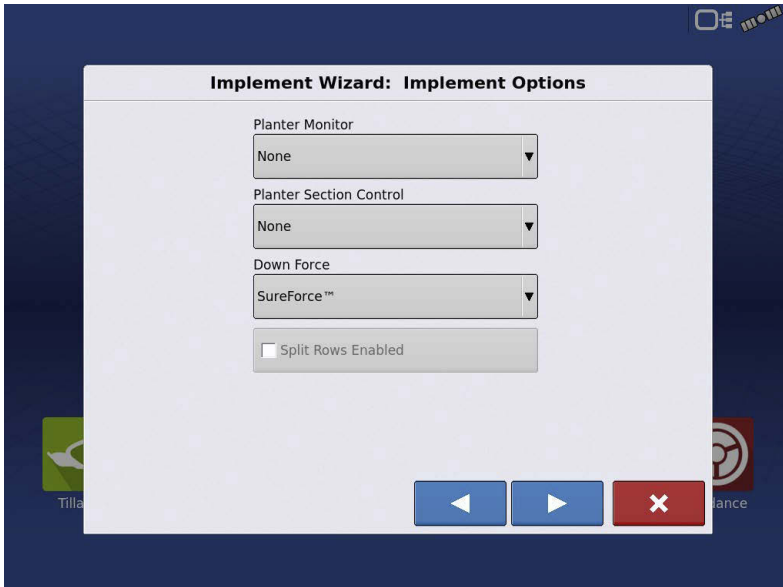 Implement Wizard: Implement Options
Planter Monitor
None
Planter Section Control
None
Down Force
SureForce™
Split Rows Enabled
Tilla
dance